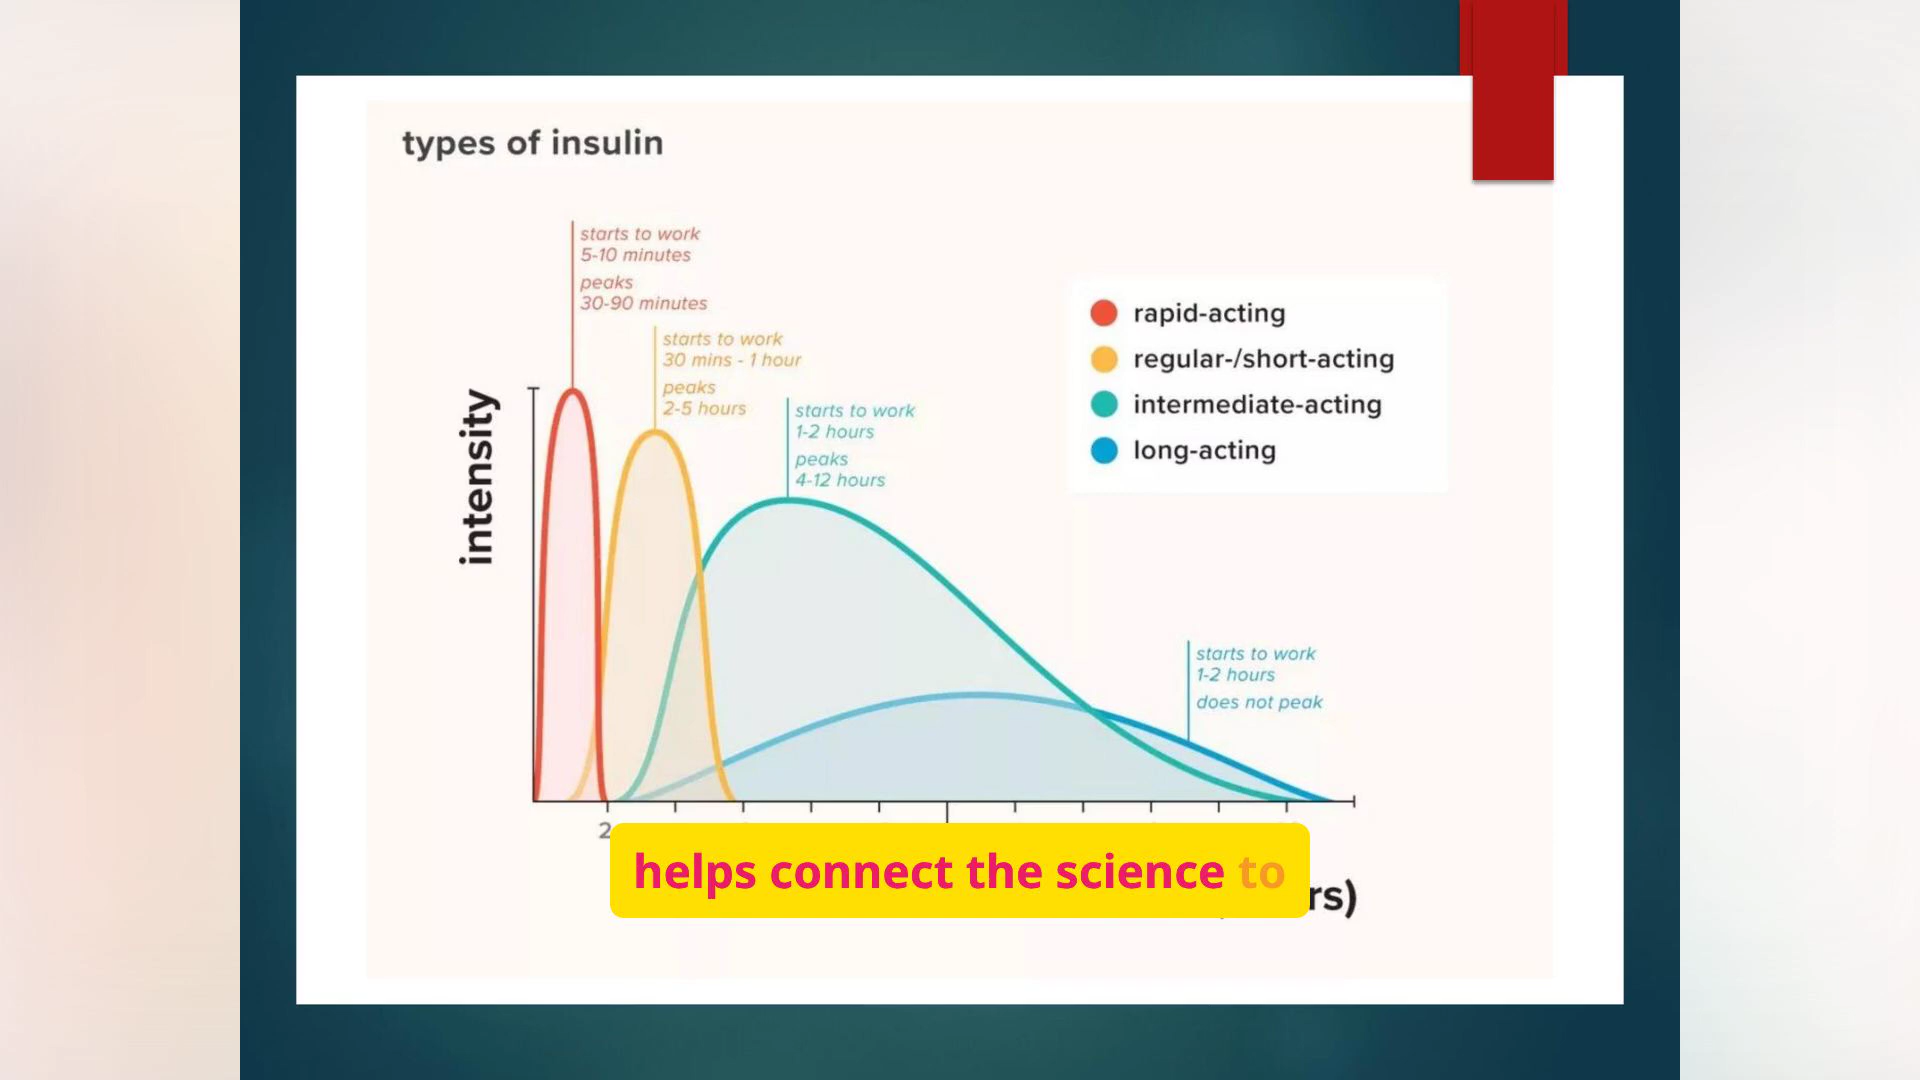 types of insulin
starts to work
5-10 minutes
peaks
30-90 minutes
starts to work
30 mins - 1 hour
peaks
2-5 hours
starts to work
1-2 hours
peaks
4-12 hours
rapid-acting
regular-/short-acting
intermediate-acting
long-acting
intensity
starts to work
1-2 hours
does not peak
2
helps connect the science to
rs)